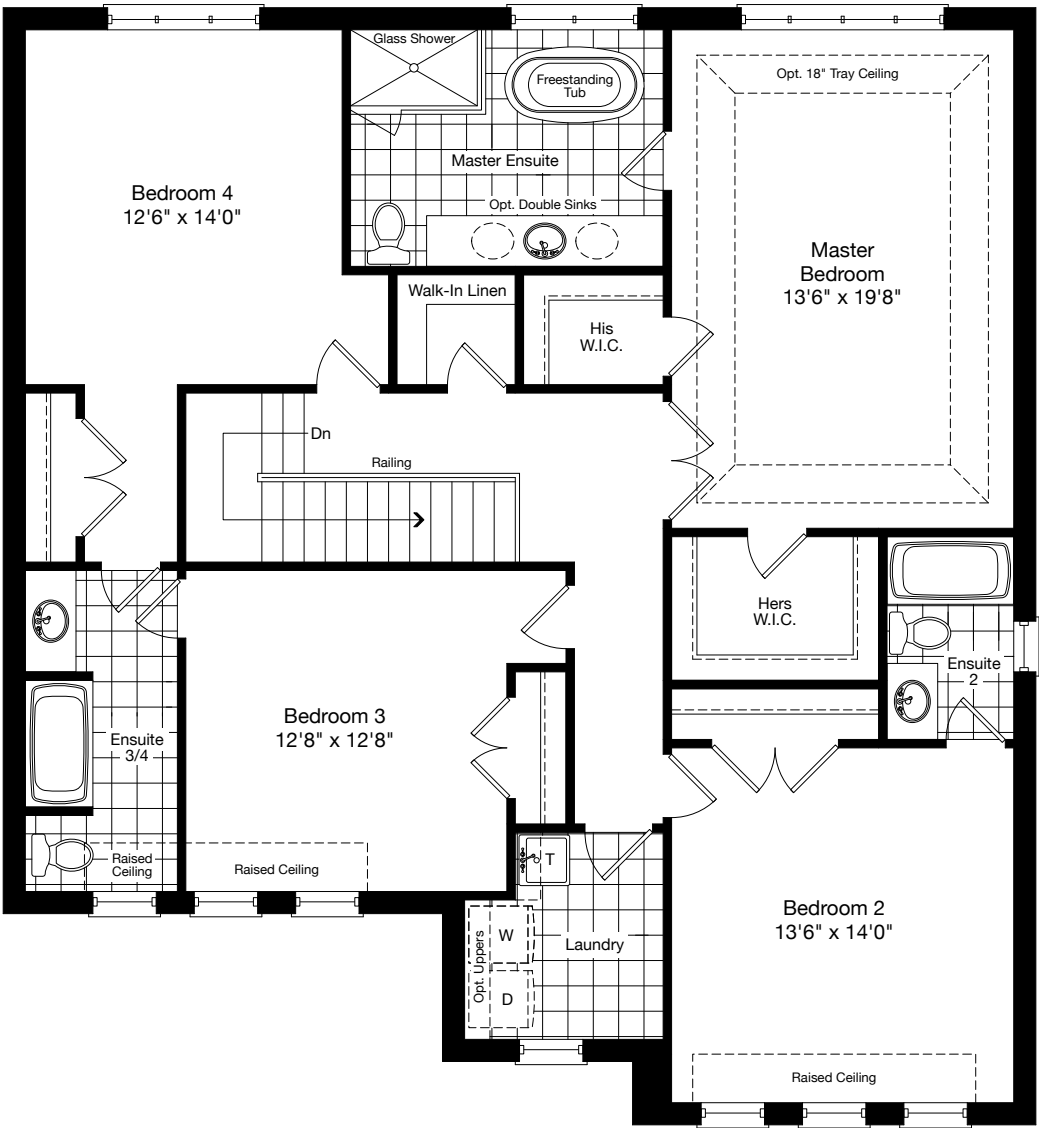 Glass Shower
Freestanding
Tub
Opt. 18" Tray Ceiling
Master Ensuite
Bedroom 4
12'6" x 14'0"
Opt. Double Sinks
Master
Bedroom
13'6" x 19'8"
Walk-In Linen
His
W.I.C.
Dn
Railing
Hers
W.I.C.
Ensuite
2
Bedroom 3
12'8" x 12'8"
Ensuite
3/4
Raised
Ceiling
Raised Ceiling
T
W
D
Opt. Uppers
Laundry
Bedroom 2
13'6" x 14'0"
Raised Ceiling